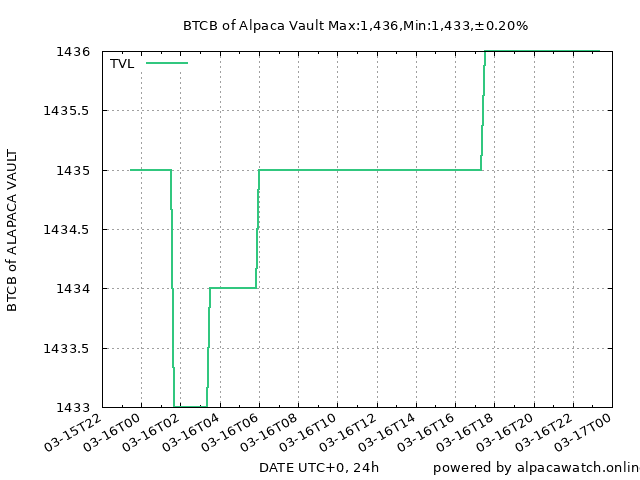 BTCB of Alpaca Vault Max:1,436,Min:1,433,±0.20%
TVL
1436
1435.5
1435
1434.5
1434
1433.5
1433
BTCB of ALAPACA VAULT
03-15T22
03-16T00
03-16T02
03-16T04
03-16T06
03-16T08
03-16T10
03-16T12
03-16T14
03-16T16
03-16T18
03-16T20
03-16T22
03-17T00
DATE UTC+0, 24h
powered by alpacawatch.onlin